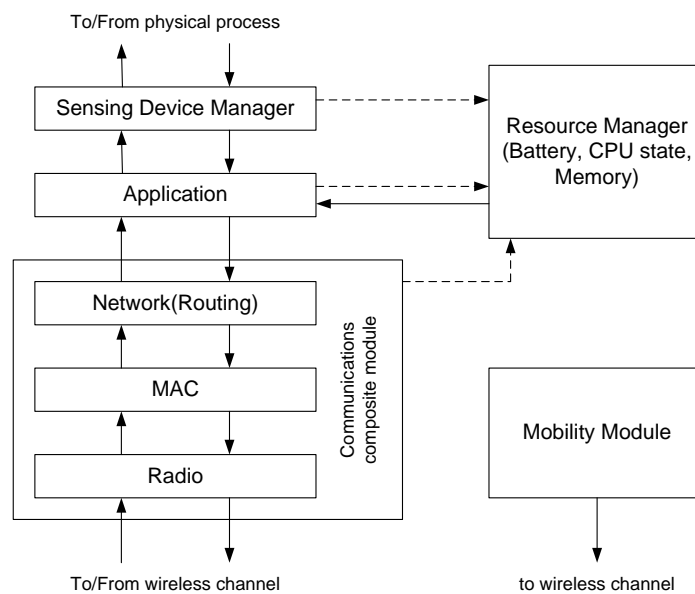 To/From physical process
Sensing Device Manager
Resource Manager
(Battery, CPU state,
Memory)
Application
Network(Routing)
MAC
Radio
Communications
composite module
Mobility Module
To/From wireless channel
to wireless channel